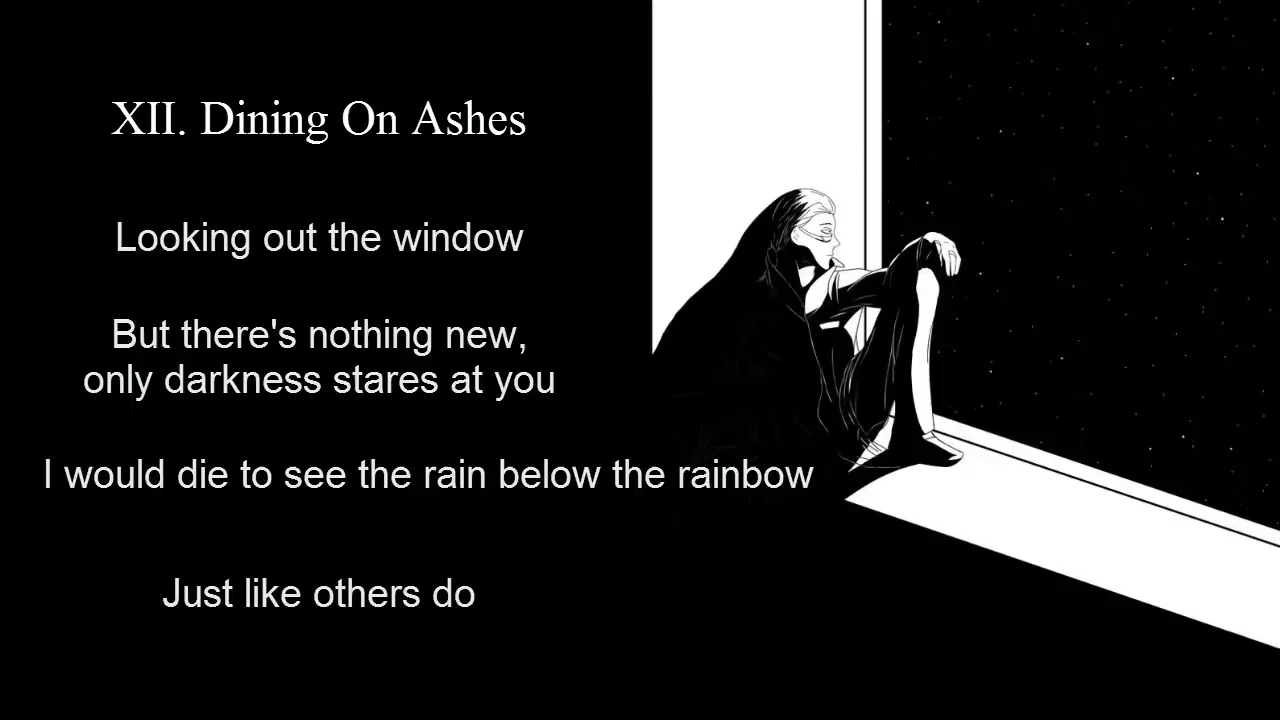 XII. Dining On Ashes
Looking out the window
But there's nothing new,
only darkness stares at you
I would die to see the rain below the rainbow
Just like others do